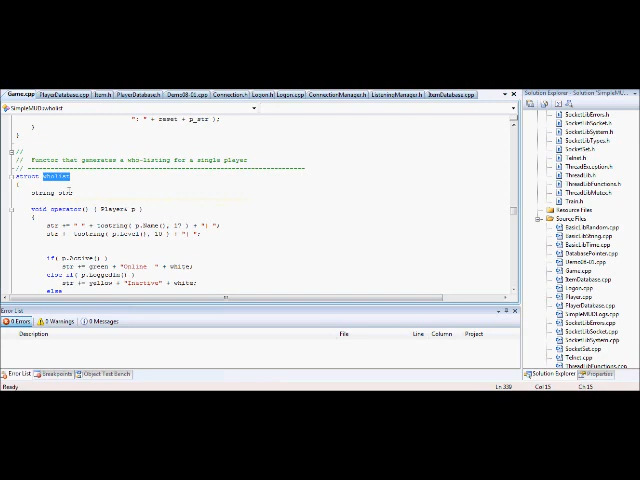 Game.cpp PlayerDatabase.cpp Item.h PlayerDatabase.h Demo08-01.cpp Connection.h Logon.h Logon.cpp ConnectionManager.h ListeningManager.h ItemDatabase.cpp
SimpleMUD.wholist
": " + reset + p_str );
}
}
//
// Functor that generates a who-listing for a single player
// --------------------------------------------------------------------
struct wholist
{
string str;
void operator() ( Player& p )
{
str += " " + tostring( p.Name(), 17 ) + "| ";
str += tostring( p.Level(), 10 ) + "| ";
if( p.Active() )
str += green + "Online " + white;
else if( p.LoggedIn() )
str += yellow + "Inactive" + white;
else
Error List
0 Errors 0 Warnings 0 Messages
Description File Line Column Project
Error List Breakpoints Object Test Bench
Solution Explorer - Solution "SimpleMU...
SocketLibErrors.h
SocketLibSocket.h
SocketLibSystem.h
SocketLibTypes.h
SocketSet.h
Telnet.h
ThreadException.h
ThreadLib.h
ThreadLibFunctions.h
ThreadLibMutex.h
Train.h
Resource Files
Source Files
BasicLibRandom.cpp
BasicLibString.cpp
BasicLibTime.cpp
DatabasePointer.cpp
Demo08-01.cpp
Game.cpp
ItemDatabase.cpp
Logon.cpp
Player.cpp
PlayerDatabase.cpp
SimpleMUDLogs.cpp
SocketLibErrors.cpp
SocketLibSocket.cpp
SocketLibSystem.cpp
SocketSet.cpp
Telnet.cpp
ThreadLibFunctions.cpp
Solution Explorer Properties
Ready Ln 339 Col 15 Ch 15